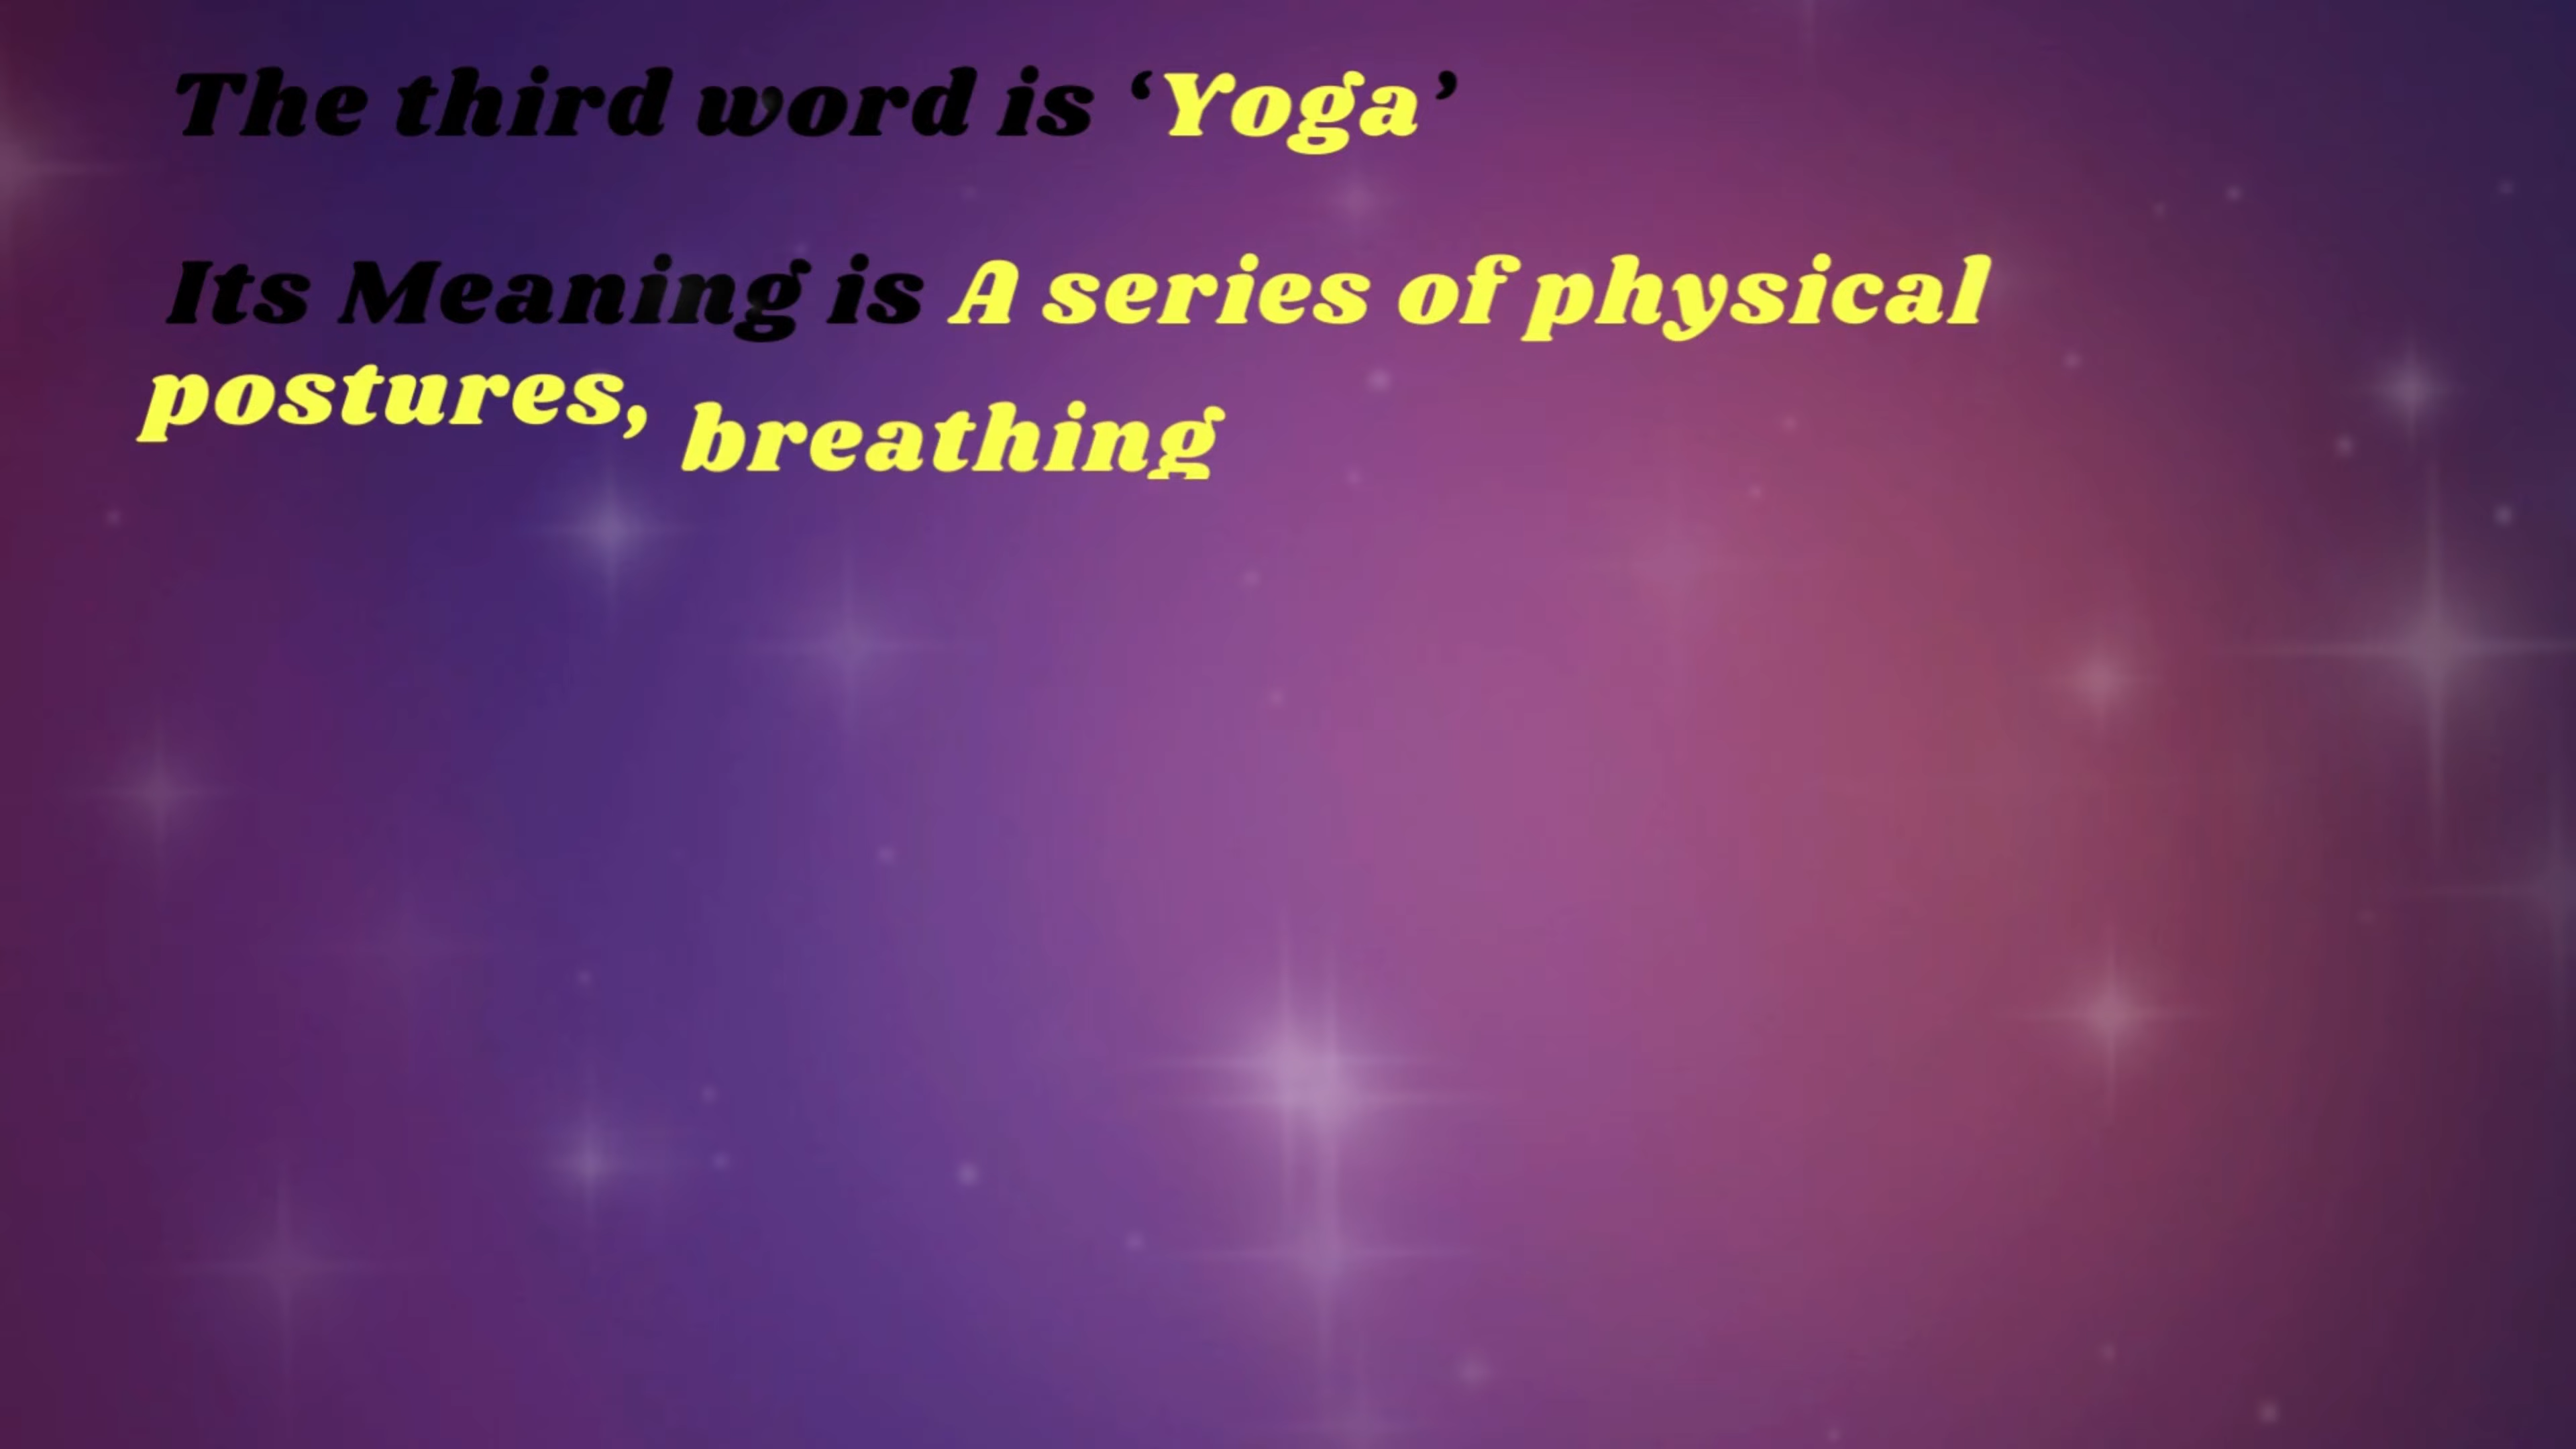 The third word is ‘Yoga’
Its Meaning is A series of physical
postures, breathing